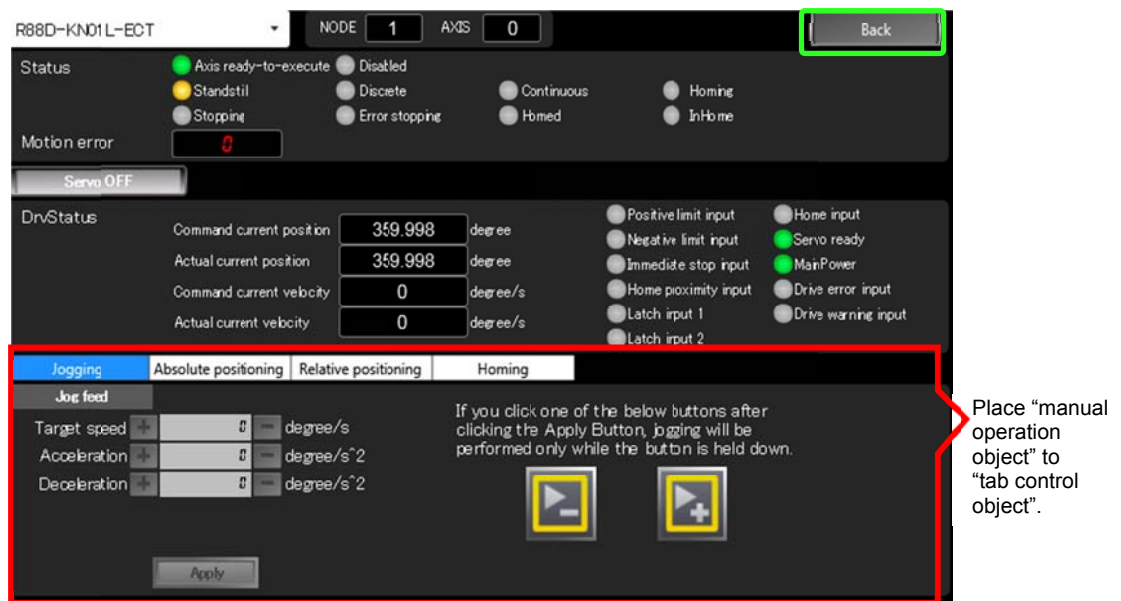 R88D-KN01L-ECT NODE 1 AXIS 0 Back
Status Axis ready-to-execute Disabled
Standstil Discrete Continuous Homing
Stopping Error stopping Homed InHome
Motion error 0
Servo OFF
DrvStatus Positive limit input Home input
Command current position 359.998 degree Negative limit input Servo ready
Actual current position 359.998 degree Immediate stop input MainPower
Command current velocity 0 degree/s Home proximity input Drive error input
Actual current velocity 0 degree/s Latch input 1 Drive warning input
Latch input 2
Jogging Absolute positioning Relative positioning Homing
Jog feed
Target speed + 0 - degree/s
Acceleration + 0 - degree/s^2
Deceleration + 0 - degree/s^2
If you click one of the below buttons after
clicking the Apply Button, jogging will be
performed only while the button is held down.
Apply
Place “manual
operation
object” to
“tab control
object”.